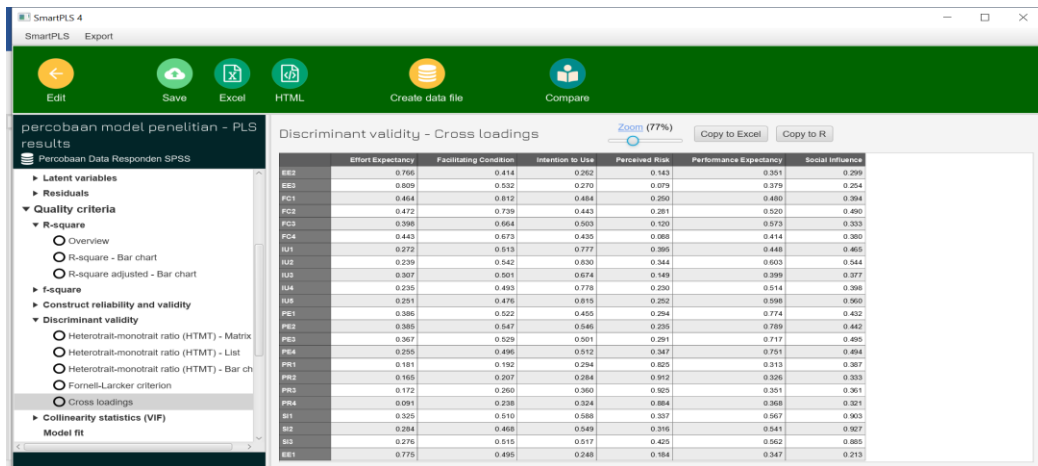 SmartPLS 4
SmartPLS Export
Edit Save Excel HTML Create data file Compare
percobaan model penelitian - PLS
results
Percobaan Data Responden SPSS
Latent variables
Residuals
Quality criteria
R-square
Overview
R-square - Bar chart
R-square adjusted - Bar chart
f-square
Construct reliability and validity
Discriminant validity
Heterotrait-monotrait ratio (HTMT) - Matrix
Heterotrait-monotrait ratio (HTMT) - List
Heterotrait-monotrait ratio (HTMT) - Bar ch
Fornell-Larcker criterion
Cross loadings
Collinearity statistics (VIF)
Model fit
Discriminant validity - Cross loadings Zoom (77%) Copy to Excel Copy to R
Effort Expectancy Facilitating Condition Intention to Use Perceived Risk Performance Expectancy Social Influence
EE2 0.766 0.414 0.262 0.143 0.351 0.299
EE3 0.809 0.532 0.270 0.079 0.379 0.254
FC1 0.464 0.812 0.484 0.250 0.480 0.394
FC2 0.472 0.739 0.443 0.281 0.520 0.490
FC3 0.398 0.664 0.503 0.120 0.573 0.333
FC4 0.443 0.673 0.435 0.088 0.414 0.380
IU1 0.272 0.513 0.777 0.395 0.448 0.465
IU2 0.239 0.542 0.830 0.344 0.603 0.544
IU3 0.307 0.501 0.674 0.149 0.399 0.377
IU4 0.235 0.493 0.778 0.230 0.514 0.398
IU5 0.251 0.476 0.815 0.252 0.598 0.560
PE1 0.386 0.522 0.455 0.294 0.774 0.432
PE2 0.385 0.547 0.546 0.235 0.789 0.442
PE3 0.367 0.529 0.501 0.291 0.717 0.495
PE4 0.255 0.496 0.512 0.347 0.751 0.494
PR1 0.181 0.192 0.294 0.825 0.313 0.387
PR2 0.165 0.207 0.284 0.912 0.326 0.333
PR3 0.172 0.260 0.360 0.925 0.351 0.361
PR4 0.091 0.238 0.324 0.884 0.368 0.321
SI1 0.325 0.510 0.588 0.337 0.567 0.903
SI2 0.284 0.468 0.549 0.316 0.541 0.927
SI3 0.276 0.515 0.517 0.425 0.562 0.885
EE1 0.775 0.495 0.248 0.184 0.347 0.213